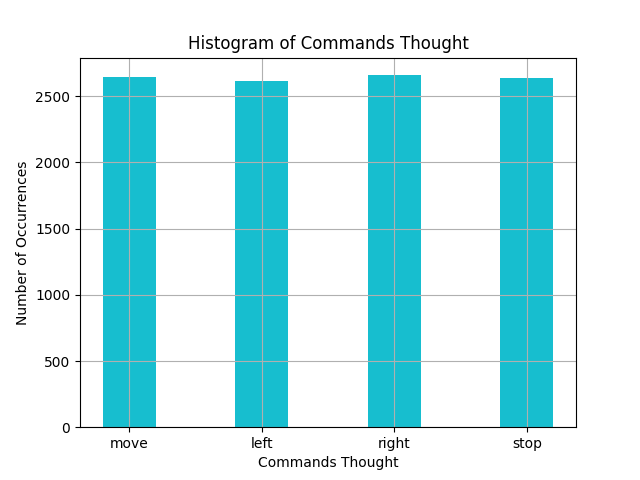 Histogram of Commands Thought
Number of Occurrences
2500
2000
1500
1000
500
0
move left right stop
Commands Thought